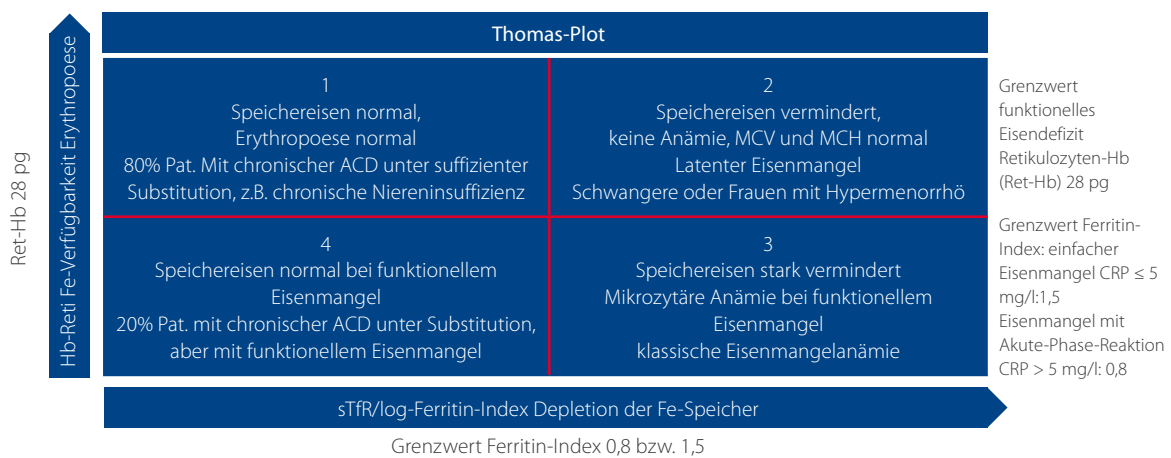 Thomas-Plot
Ret-Hb 28 pg
Hb-Reti Fe-Verfügbarkeit Erythropoese
1
Speichereisen normal,
Erythropoese normal
80% Pat. Mit chronischer ACD unter suffizienter
Substitution, z.B. chronische Niereninsuffizienz
2
Speichereisen vermindert,
keine Anämie, MCV und MCH normal
Latenter Eisenmangel
Schwangere oder Frauen mit Hypermenorrhö
Grenzwert
funktionelles
Eisendefizit
Retikulozyten-Hb
(Ret-Hb) 28 pg
4
Speichereisen normal bei funktionellem
Eisenmangel
20% Pat. mit chronischer ACD unter Substitution,
aber mit funktionellem Eisenmangel
3
Speichereisen stark vermindert
Mikrozytäre Anämie bei funktionellem
Eisenmangel
klassische Eisenmangelanämie
Grenzwert Ferritin-
Index: einfacher
Eisenmangel CRP ≤ 5
mg/l:1,5
Eisenmangel mit
Akute-Phase-Reaktion
CRP > 5 mg/l: 0,8
sTfR/log-Ferritin-Index Depletion der Fe-Speicher
Grenzwert Ferritin-Index 0,8 bzw. 1,5